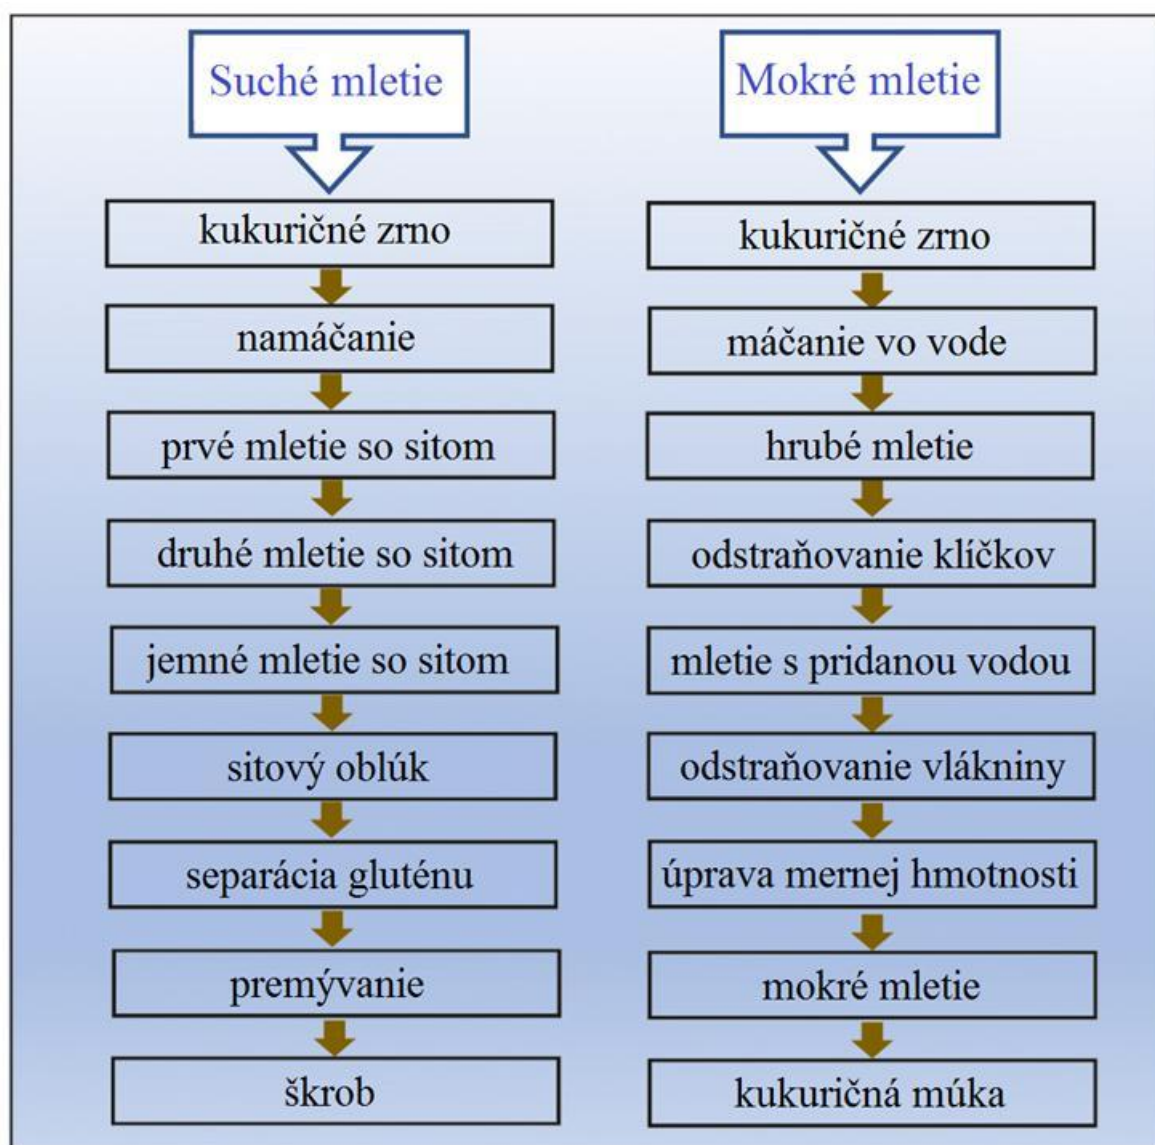 Suché mletie
kukuričné zrno
namáčanie
prvé mletie so sitom
druhé mletie so sitom
jemné mletie so sitom
sitový oblúk
separácia gluténu
premývanie
škrob
Mokré mletie
kukuričné zrno
máčanie vo vode
hrubé mletie
odstraňovanie klíčkov
mletie s pridanou vodou
odstraňovanie vlákniny
úprava mernej hmotnosti
mokré mletie
kukuričná múka